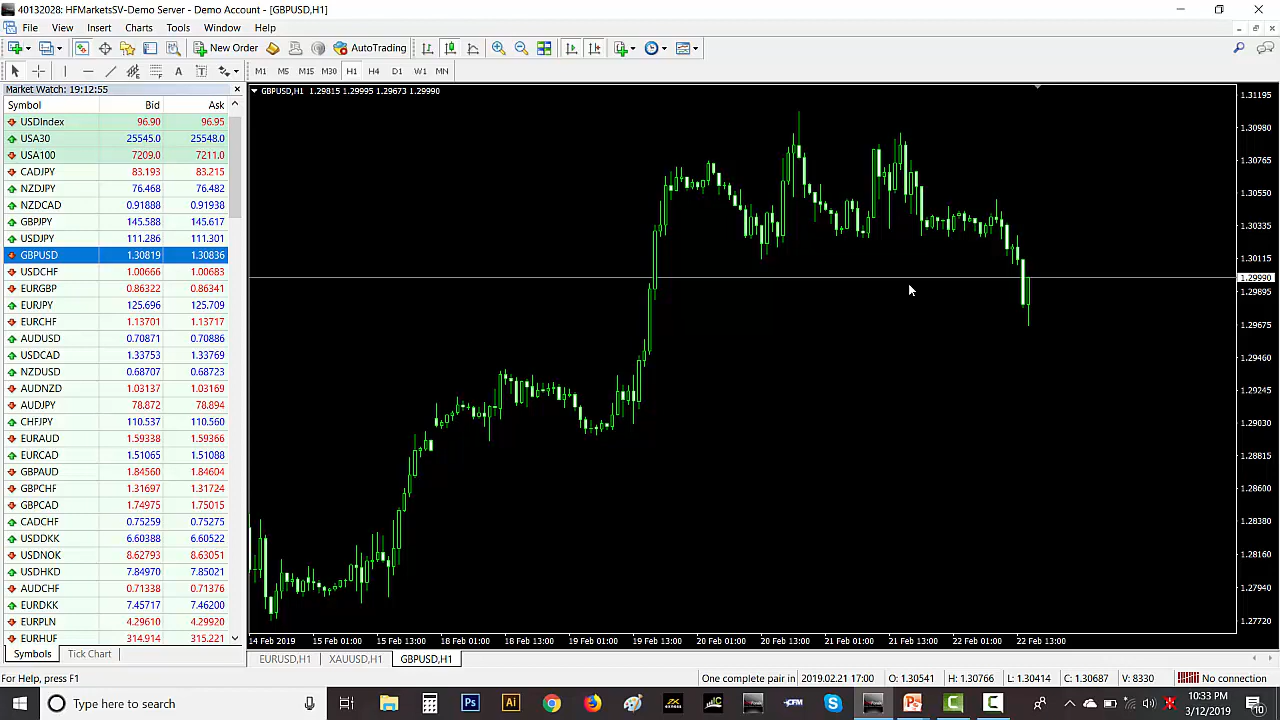 40132028: HFMarketsSV-Demo Server - Demo Account - [GBPUSD,H1]
File View Insert Charts Tools Window Help
New Order AutoTrading
M1 M5 M15 M30 H1 H4 D1 W1 MN
Market Watch: 19:12:55
Symbol Bid Ask
USDIndex 96.90 96.95
USA30 25545.0 25548.0
USA100 7209.0 7211.0
CADJPY 83.193 83.215
NZDJPY 76.468 76.482
NZDCAD 0.91888 0.91938
GBPJPY 145.588 145.617
USDJPY 111.286 111.301
GBPUSD 1.30819 1.30836
USDCHF 1.00666 1.00683
EURGBP 0.86322 0.86341
EURJPY 125.696 125.709
EURCHF 1.13701 1.13717
AUDUSD 0.70871 0.70886
USDCAD 1.33753 1.33769
NZDUSD 0.68707 0.68723
AUDNZD 1.03137 1.03169
AUDJPY 78.872 78.894
CHFJPY 110.537 110.560
EURAUD 1.59338 1.59366
EURCAD 1.51065 1.51088
GBPAUD 1.84560 1.84604
GBPCHF 1.31697 1.31724
GBPCAD 1.74975 1.75015
CADCHF 0.75259 0.75275
USDDKK 6.60388 6.60522
USDNOK 8.62793 8.63051
USDHKD 7.84970 7.85021
AUDCHF 0.71338 0.71376
EURDKK 7.45717 7.46200
EURPLN 4.29610 4.29920
EURHUF 314.914 315.221
Symbols Tick Chart
GBPUSD,H1 1.29815 1.29995 1.29673 1.29990
1.31195
1.30980
1.30765
1.30550
1.30335
1.30115
1.29990
1.29895
1.29675
1.29460
1.29245
1.29030
1.28815
1.28600
1.28380
1.28160
1.27940
1.27720
14 Feb 2019 15 Feb 01:00 15 Feb 13:00 18 Feb 01:00 18 Feb 13:00 19 Feb 01:00 19 Feb 13:00 20 Feb 01:00 20 Feb 13:00 21 Feb 01:00 21 Feb 13:00 22 Feb 01:00 22 Feb 13:00
EURUSD,H1 XAUUSD,H1 GBPUSD,H1
For Help, press F1
One complete pair in 2019.02.21 17:00 O: 1.30541 H: 1.30766 L: 1.30414 C: 1.30687 V: 8330 No connection
Type here to search
10:33 PM
3/12/2019